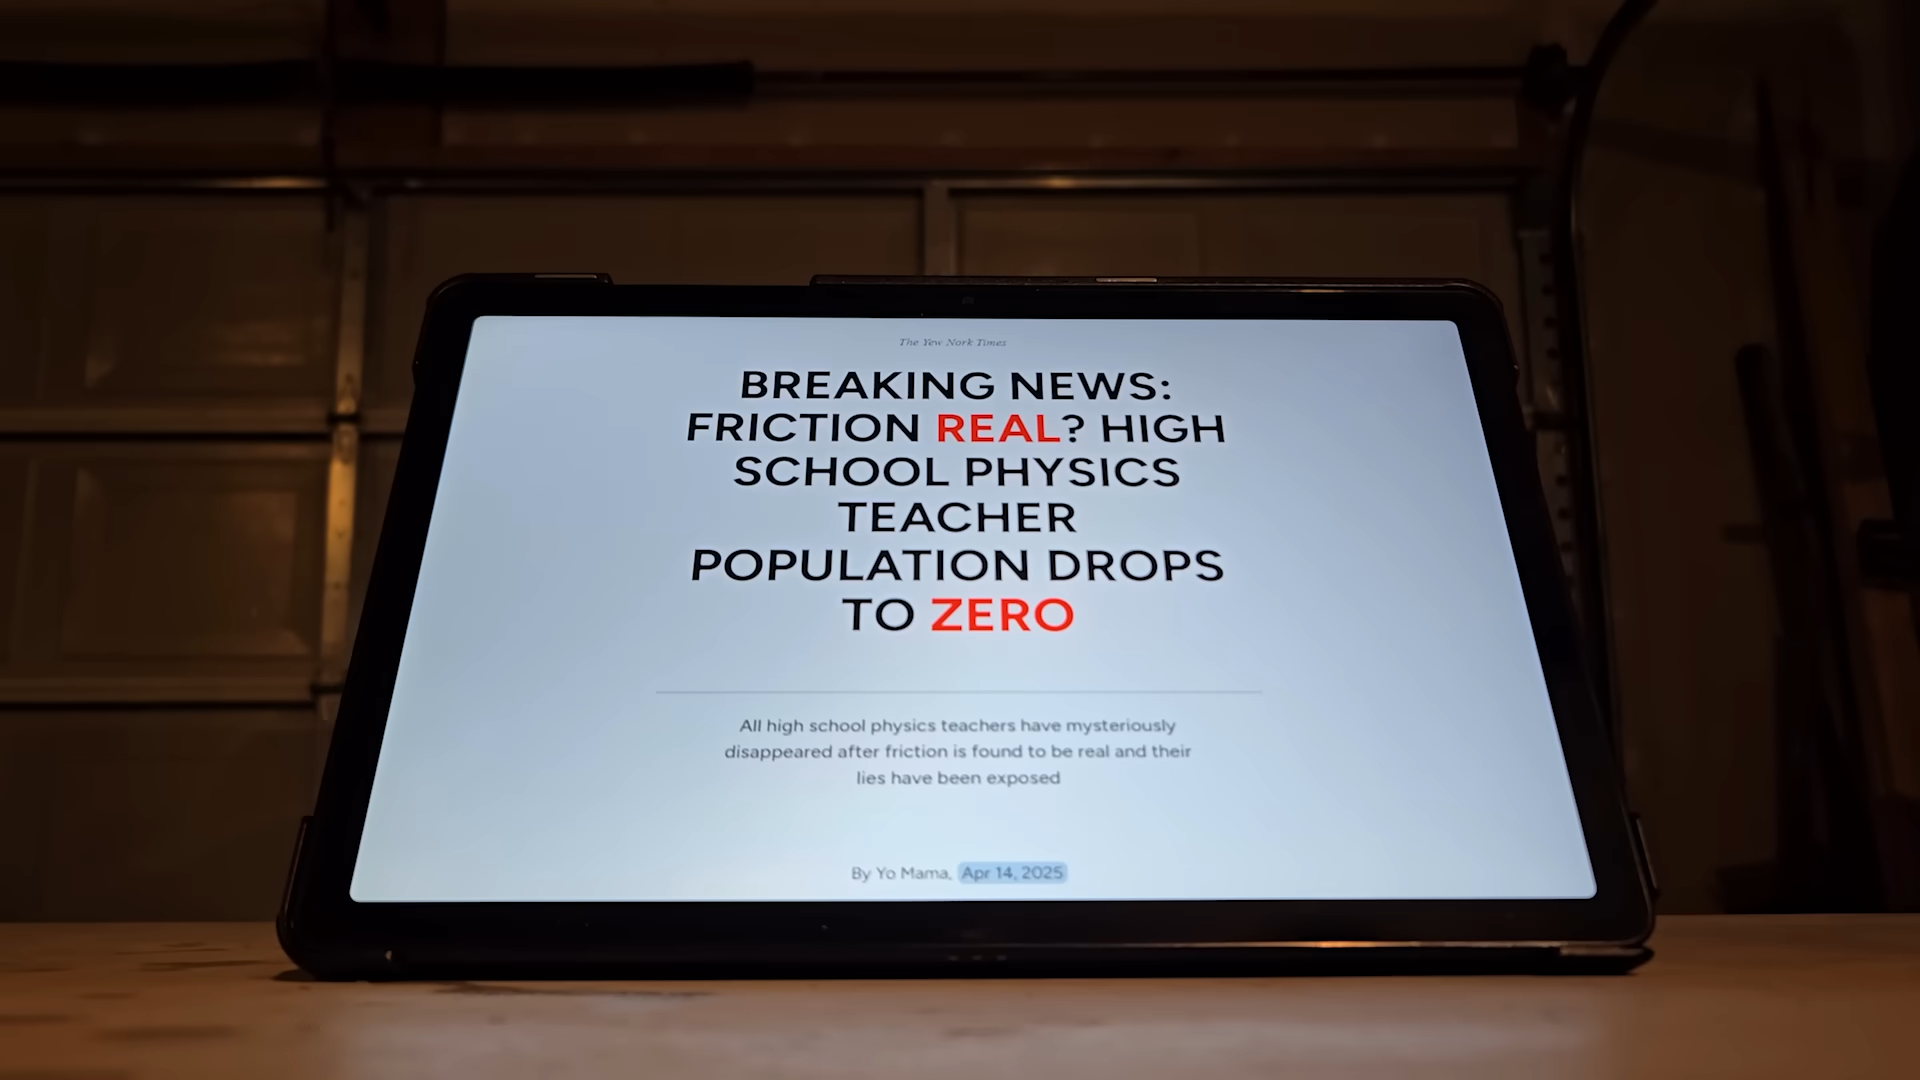 The Yew Nork Times
BREAKING NEWS:
FRICTION REAL? HIGH
SCHOOL PHYSICS
TEACHER
POPULATION DROPS
TO ZERO
All high school physics teachers have mysteriously
disappeared after friction is found to be real and their
lies have been exposed
By Yo Mama, Apr 14, 2025